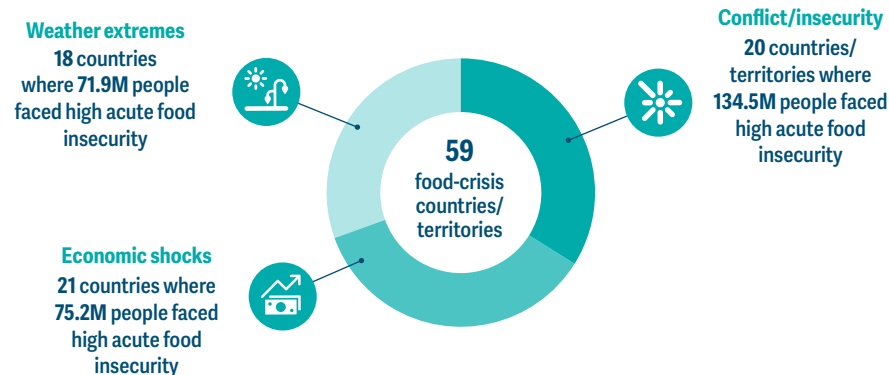 Weather extremes
18 countries
where 71.9M people
faced high acute food
insecurity
Conflict/insecurity
20 countries/
territories where
134.5M people faced
high acute food
insecurity
59
food-crisis
countries/
territories
Economic shocks
21 countries where
75.2M people faced
high acute food
insecurity